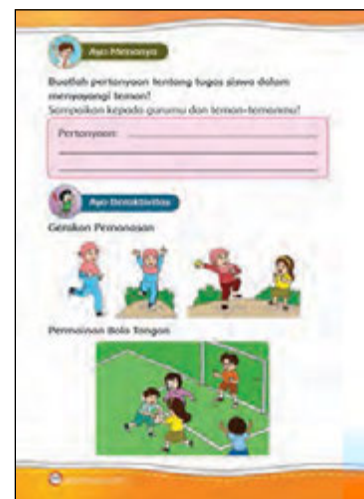 Ayo Menanya
Buatlah pertanyaan tentang tugas siswa dalam
menyayangi teman!
Sampaikan kepada gurumu dan teman-temanmu!
Pertanyaan:
Ayo Beraktivitas
Gerakan Pemanasan
Permainan Bola Tangan